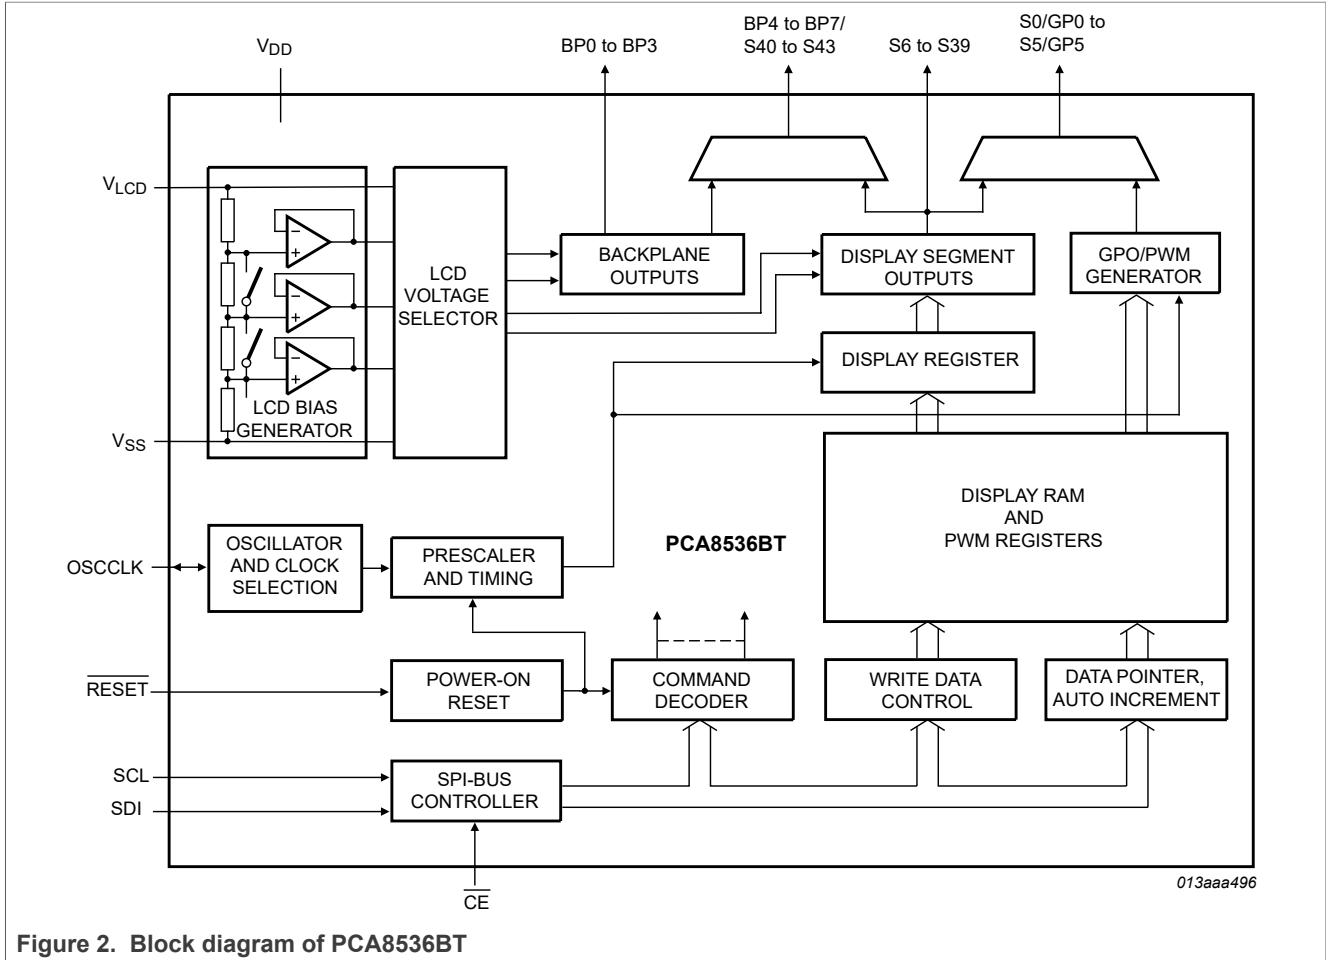 BP4 to BP7/
S0/GP0 to
VDD
BP0 to BP3
S40 to S43
S6 to S39
S5/GP5
VLCD
BACKPLANE
OUTPUTS
DISPLAY SEGMENT
OUTPUTS
GPO/PWM
GENERATOR
LCD
VOLTAGE
SELECTOR
−
+
−
+
−
+
DISPLAY REGISTER
LCD BIAS
GENERATOR
VSS
DISPLAY RAM
AND
PWM REGISTERS
OSCCLK
OSCILLATOR
AND CLOCK
SELECTION
PRESCALER
AND TIMING
PCA8536BT
RESET
POWER-ON
RESET
COMMAND
DECODER
WRITE DATA
CONTROL
DATA POINTER,
AUTO INCREMENT
SCL
SDI
SPI-BUS
CONTROLLER
CE
013aaa496
Figure 2. Block diagram of PCA8536BT